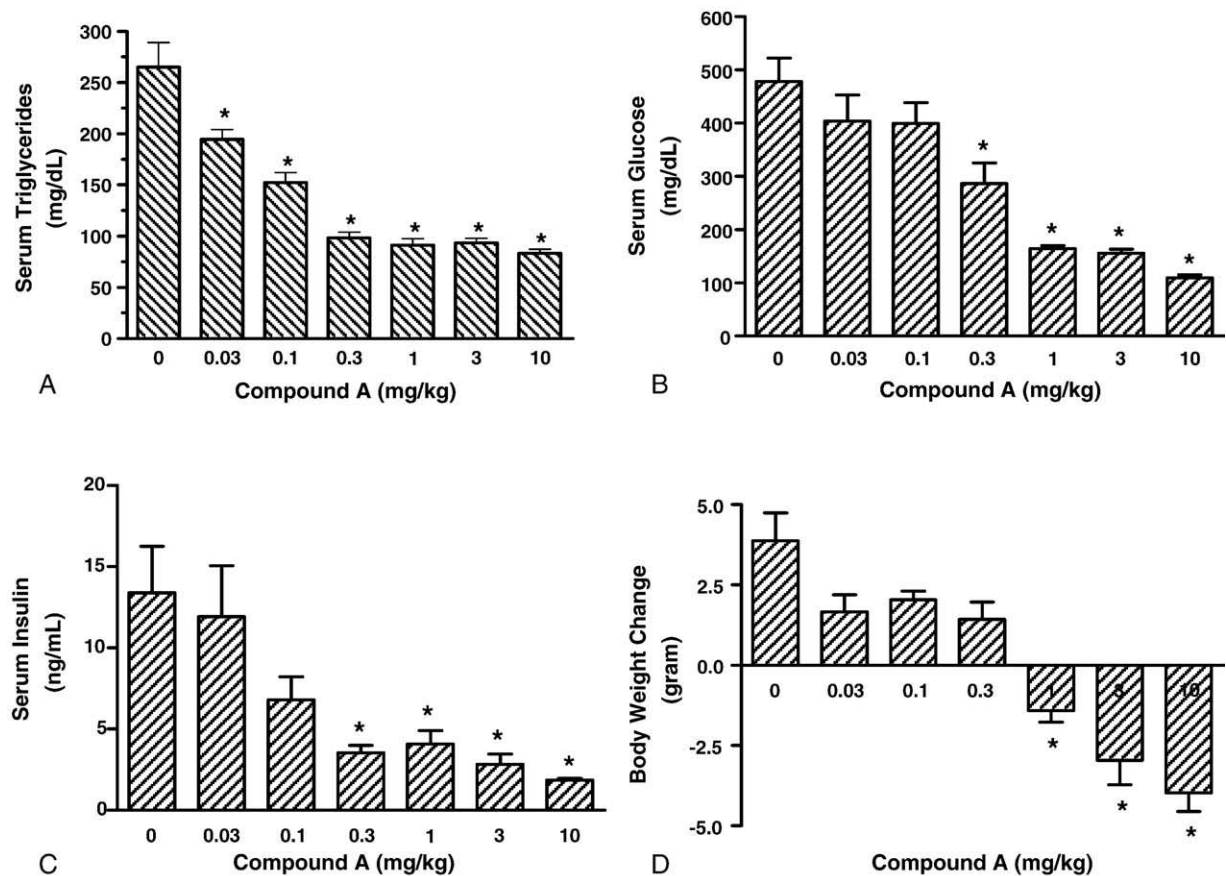 300
250
200
150
100
50
0
Serum Triglycerides
(mg/dL)
*
*
*
*
*
*
0 0.03 0.1 0.3 1 3 10
Compound A (mg/kg)
A
600
500
400
300
200
100
0
Serum Glucose
(mg/dL)
*
*
*
*
0 0.03 0.1 0.3 1 3 10
Compound A (mg/kg)
B
20
15
10
5
0
Serum Insulin
(ng/mL)
*
*
*
*
0 0.03 0.1 0.3 1 3 10
Compound A (mg/kg)
C
5.0
2.5
0.0
-2.5
-5.0
Body Weight Change
(gram)
0 0.03 0.1 0.3 1 3 10
*
*
*
Compound A (mg/kg)
D